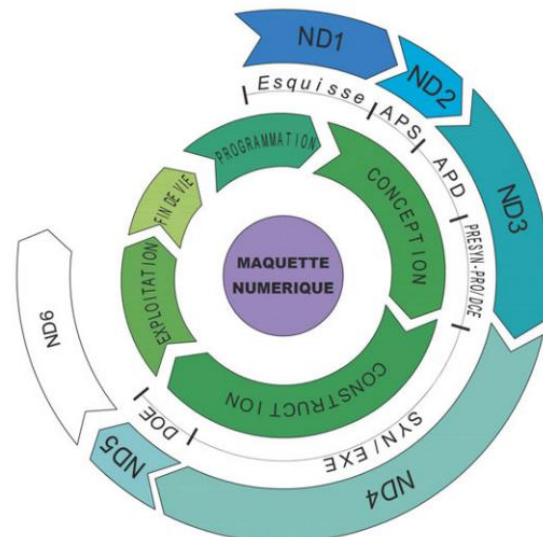 ND1
ND2
ND3
ND4
ND5
ND6
Esquisse
APS
APD
PRESYN-PRO/DCE
SYN/EXE
DOE
PROGRAMMATION
CONCEPTION
CONSTRUCTION
EXPLOITATION
FIN DE VIE
MAQUETTE
NUMERIQUE